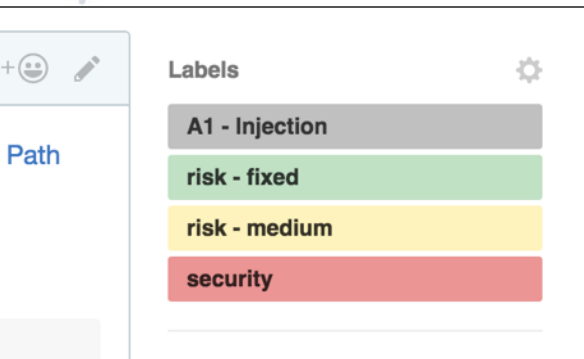 Labels
A1 - Injection
Path
risk - fixed
risk - medium
security